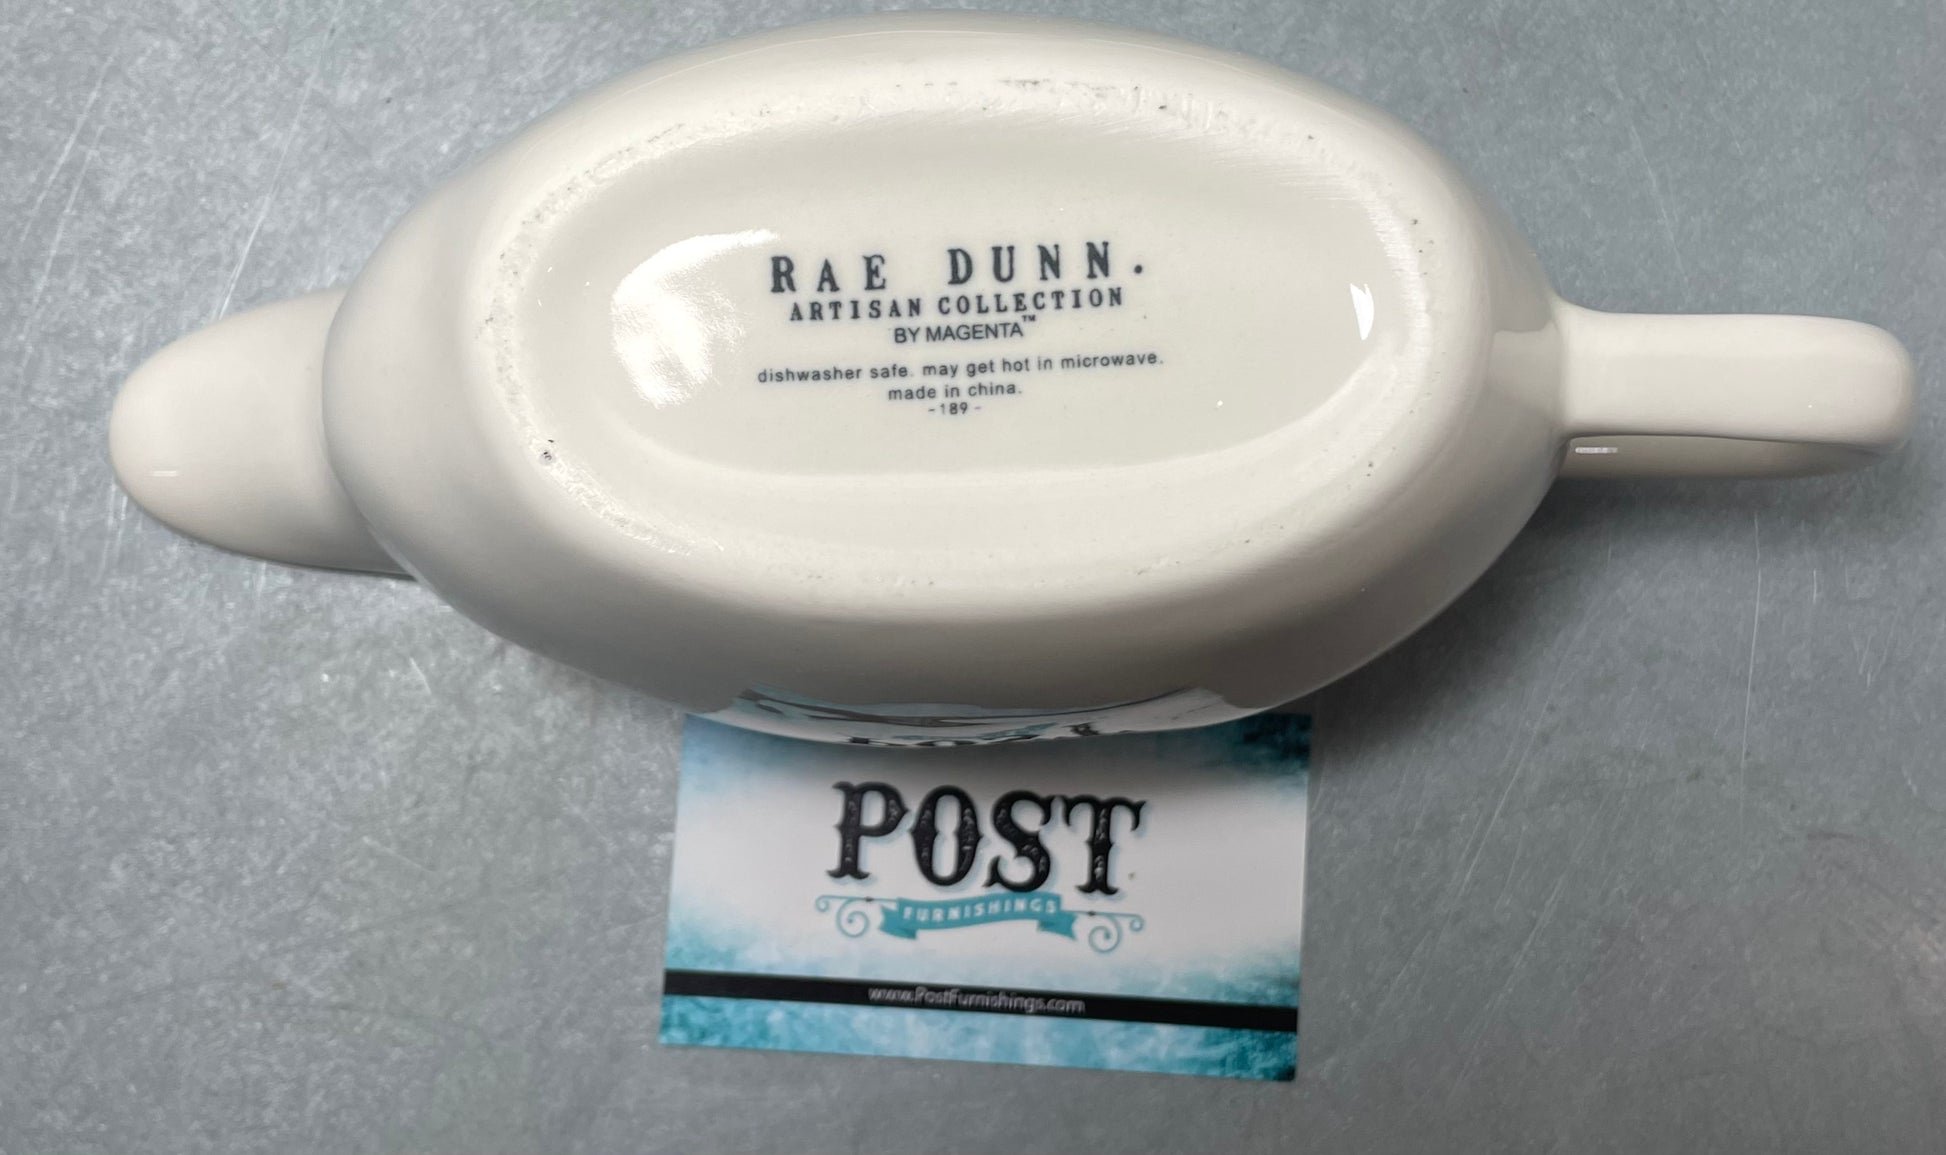 RAE DUNN.
ARTISAN COLLECTION
BY MAGENTA™
dishwasher safe. may get hot in microwave.
made in china.
-189-
POST
FURNISHINGS
www.PostFurnishings.com